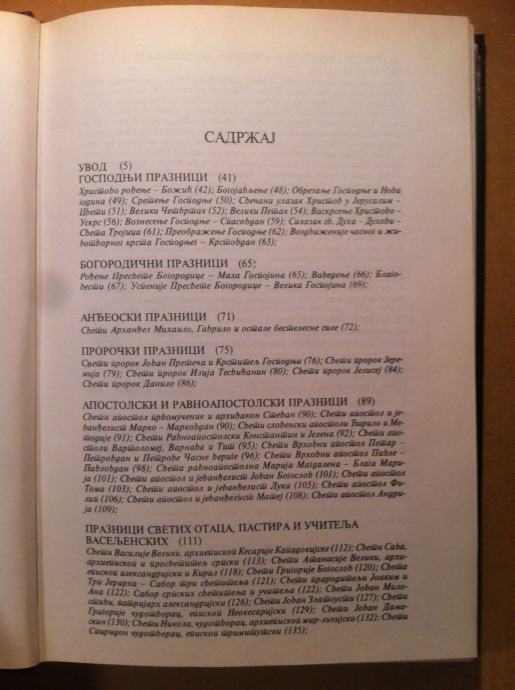 САДРЖАЈ
УВОД (5)
ГОСПОДЊИ ПРАЗНИЦИ (41)
Христово рођење – Божић (42); Богојављење (48); Обрезање Господње и Нова
година (49); Сретење Господње (50); Свечани улазак Христов у Јерусалим –
Цвети (51); Велики Четвртак (52); Велики Петак (54); Васкрсење Христово –
Ускрс (56); Вознесење Господње – Спасовдан (59); Силазак св. Духа – Духови –
Света Тројица (61); Преображење Господње (62); Воздвижење часног и жи-
вотворног крста Господњег – Крстовдан (63);
БОГОРОДИЧНИ ПРАЗНИЦИ (65)
Рођење Пресвете Богородице – Мала Госпојина (65); Ваведење (66); Благо-
вести (67); Успеније Пресвете Богородице – Велика Госпојина (69);
АНЂЕОСКИ ПРАЗНИЦИ (71)
Свети Архангел Михаило, Гаврило и остале бестелесне силе (72);
ПРОРОЧКИ ПРАЗНИЦИ (75)
Свети пророк Јован Претеча и Крститељ Господњи (76); Свети пророк Јере-
мија (79); Свети пророк Илија Тесвићанин (80); Свети пророк Јелисеј (84);
Свети пророк Данило (86);
АПОСТОЛСКИ И РАВНОАПОСТОЛСКИ ПРАЗНИЦИ (89)
Свети апостол првомученик и архиђакон Стеван (90); Свети апостол и је-
ванђелист Марко – Марковдан (90); Свети словенски апостоли Ћирило и Ме-
тодије (91); Свети Равноапостолски Константин и Јелена (92); Свети апо-
столи Вартоломеј, Варнава и Тит (95); Свети Врховни апостол Петар –
Петровдан и Петрове Часне вериге (96); Свети Врховни апостол Павле –
Павловдан (98); Света равноапостолна Марија Магдалена – Блага Мари-
ја (101); Свети апостол и јеванђелист Јован Богослов (101); Свети апостол
Тома (103); Свети апостол и јеванђелист Лука (105); Свети апостол Фи-
лип (106); Свети апостол и јеванђелист Матеј (108); Свети апостол Андри-
ја (109);
ПРАЗНИЦИ СВЕТИХ ОТАЦА, ПАСТИРА И УЧИТЕЉА
ВАСЕЉЕНСКИХ (111)
Свети Василије Велики, архиепископ Кесарије Кападокијске (112); Свети Сава,
архиепископ и просветитељ српски (113); Свети Атанасије Велики, архи-
епископ александријски и Кирил (118); Свети Григорије Богослов (120); Света
Три Јерарха – Сабор три светитеља (121); Свети прародитељи Јоаким и
Ана (122); Сабор српских светитеља и учитеља (122); Свети Јован Мило-
стиви, патријарх александријски (126); Свети Јован Златоусти (127); Свети
Григорије чудотворац, епископ Неокесаријски (129); Свети Јован Дама-
скин (130); Свети Никола, чудотворац, архиепископ мир-ликијски (132); Свети
Спиридон чудотворац, епископ тримитутски (135);